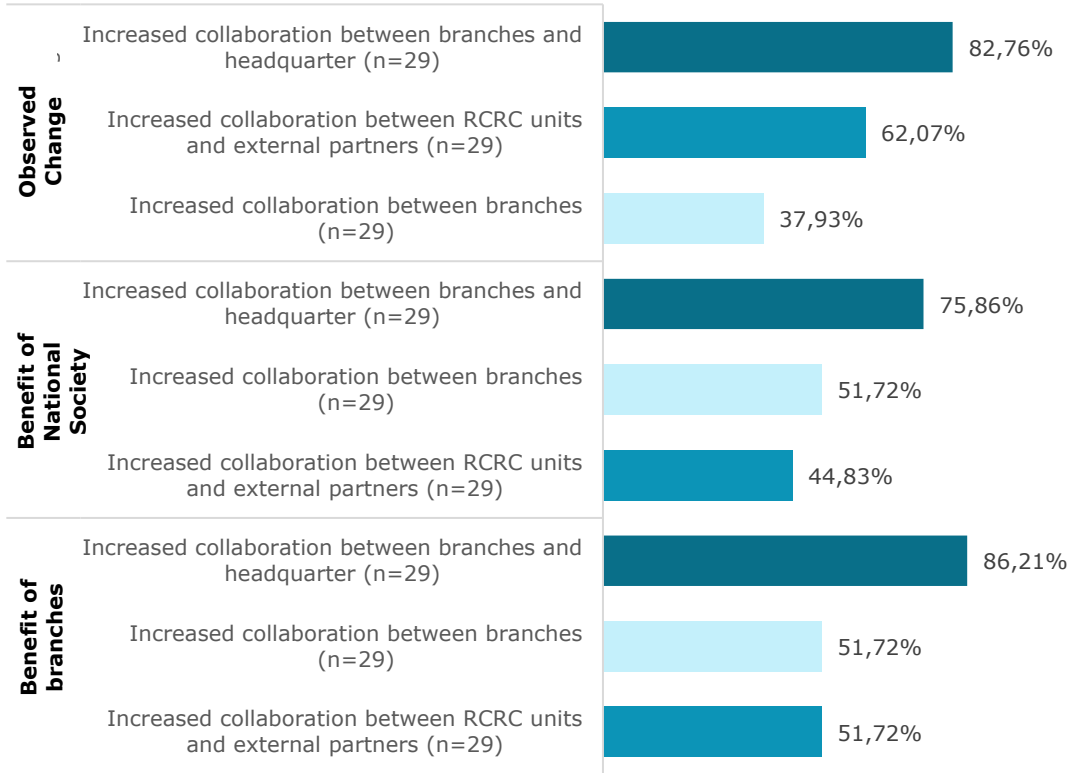 Observed
Change
Increased collaboration between branches and
headquarter (n=29)
82,76%
Increased collaboration between RCRC units
and external partners (n=29)
62,07%
Increased collaboration between branches
(n=29)
37,93%
Benefit of
National
Society
Increased collaboration between branches and
headquarter (n=29)
75,86%
Increased collaboration between branches
(n=29)
51,72%
Increased collaboration between RCRC units
and external partners (n=29)
44,83%
Benefit of
branches
Increased collaboration between branches and
headquarter (n=29)
86,21%
Increased collaboration between branches
(n=29)
51,72%
Increased collaboration between RCRC units
and external partners (n=29)
51,72%